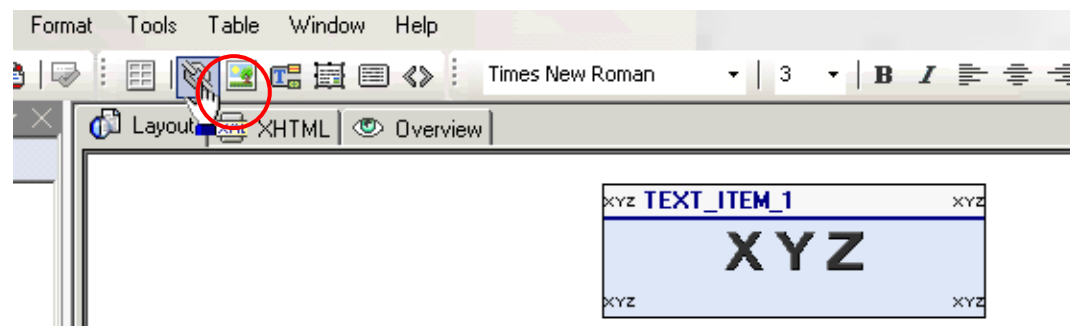 Format Tools Table Window Help
Times New Roman 3 B I
Layout XHTML Overview
XYZ TEXT_ITEM_1 XYZ
XYZ
XYZ XYZ